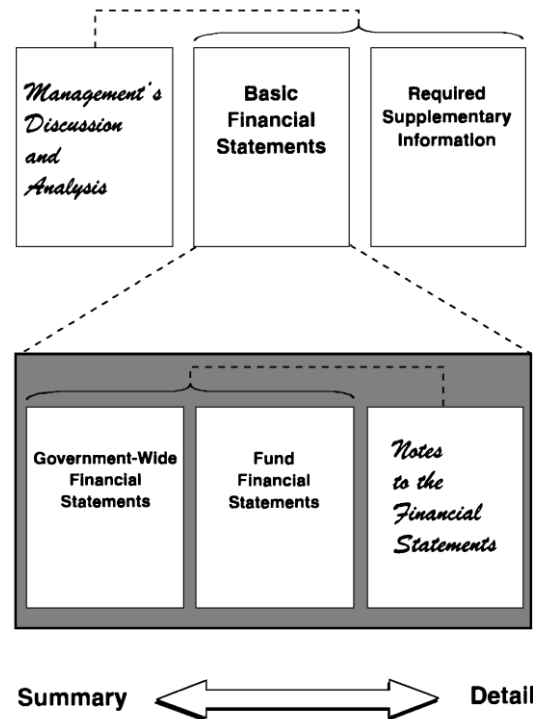 Management's
Discussion
and
Analysis
Basic
Financial
Statements
Required
Supplementary
Information
Government-Wide
Financial
Statements
Fund
Financial
Statements
Notes
to the
Financial
Statements
Summary
Detail